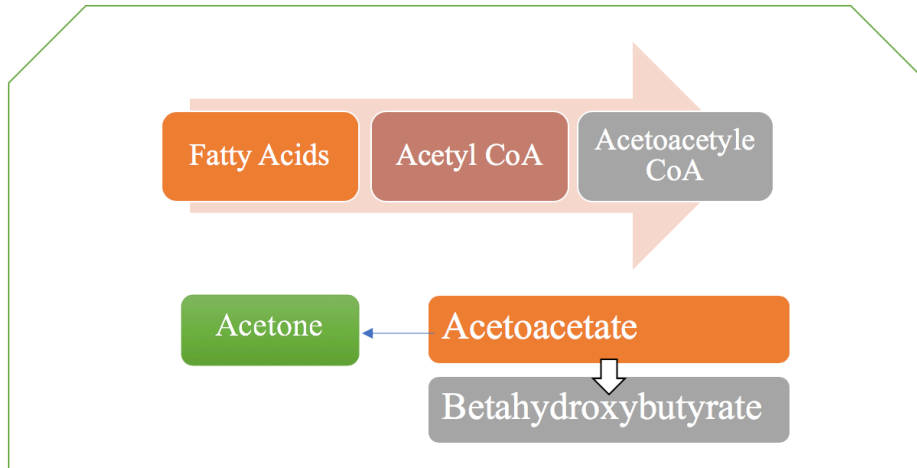 Fatty Acids
Acetyl CoA
Acetoacetyle
CoA
Acetone
Acetoacetate
Betahydroxybutyrate